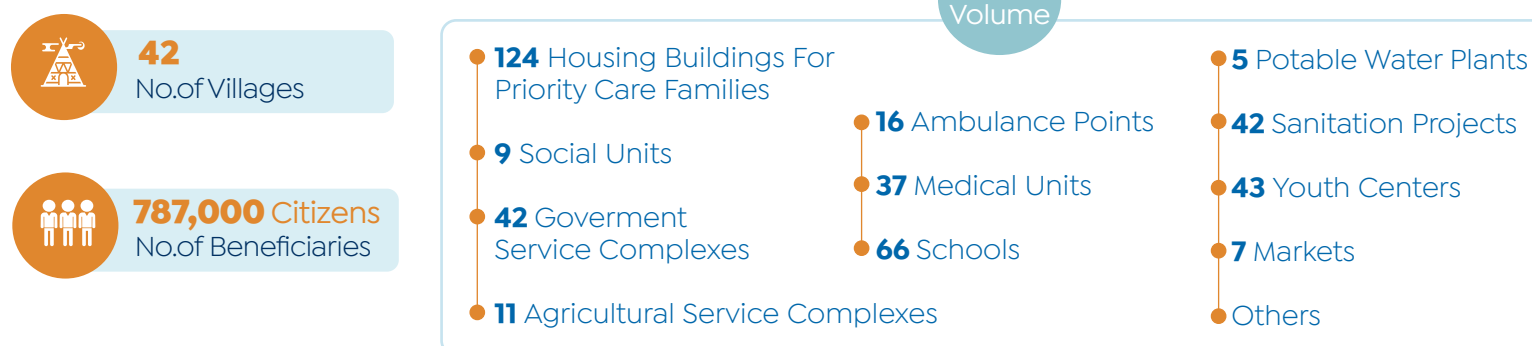 42
No.of Villages
787,000 Citizens
No.of Beneficiaries
Volume
124 Housing Buildings For
Priority Care Families
9 Social Units
42 Goverment
Service Complexes
11 Agricultural Service Complexes
16 Ambulance Points
37 Medical Units
66 Schools
5 Potable Water Plants
42 Sanitation Projects
43 Youth Centers
7 Markets
Others